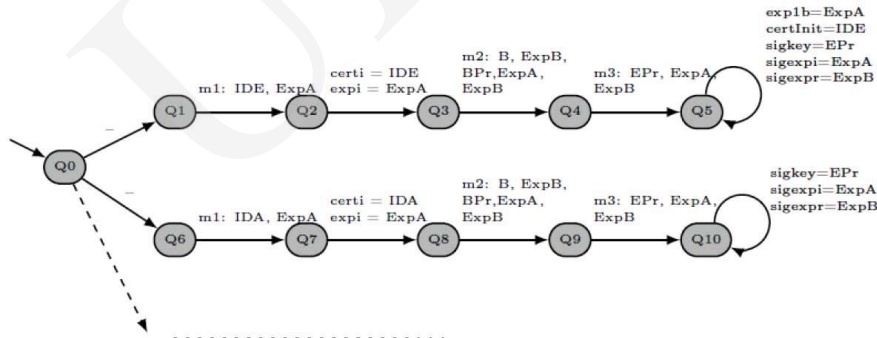 exp1b=ExpA
certInit=IDE
sigkey=EPr
sigexpi=ExpA
sigexpr=ExpB
m1: IDE, ExpA
certi = IDE
expi = ExpA
m2: B, ExpB,
BPr,ExpA,
ExpB
m3: EPr, ExpA,
ExpB
Q1
Q2
Q3
Q4
Q5
_
Q0
_
m1: IDA, ExpA
certi = IDA
expi = ExpA
m2: B, ExpB,
BPr,ExpA,
ExpB
m3: EPr, ExpA,
ExpB
sigkey=EPr
sigexpi=ExpA
sigexpr=ExpB
Q6
Q7
Q8
Q9
Q10